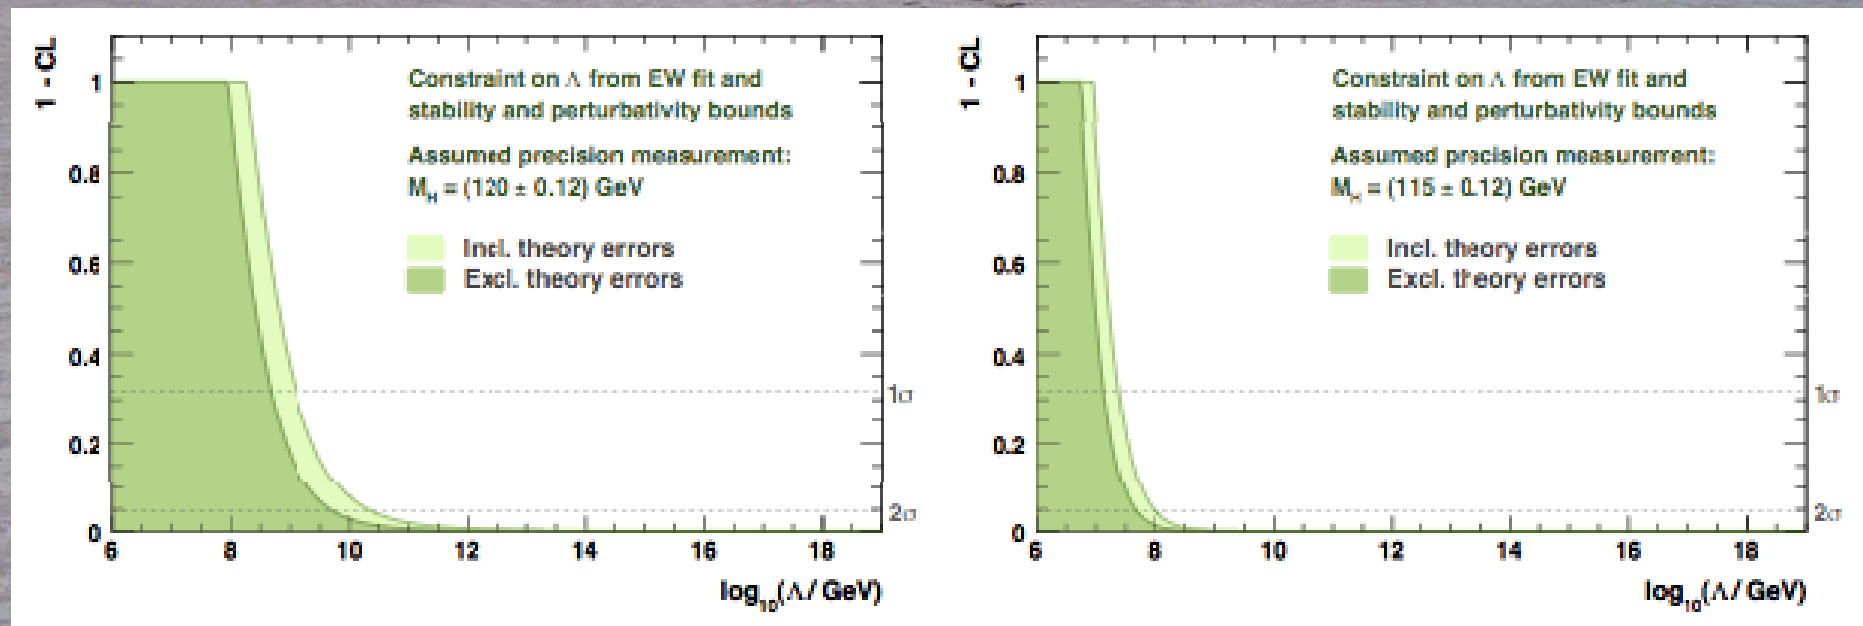 1 - CL
1
0.8
0.6
0.4
0.2
0
Constraint on Λ from EW fit and
stability and perturbativity bounds
Assumed precision measurement:
M_H = (120 ± 0.12) GeV
Incl. theory errors
Excl. theory errors
1σ
2σ
6 8 10 12 14 16 18
log₁₀(Λ / GeV)
1 - CL
1
0.8
0.6
0.4
0.2
0
Constraint on Λ from EW fit and
stability and perturbativity bounds
Assumed precision measurement:
M_H = (115 ± 0.12) GeV
Incl. theory errors
Excl. theory errors
1σ
2σ
6 8 10 12 14 16 18
log₁₀(Λ / GeV)